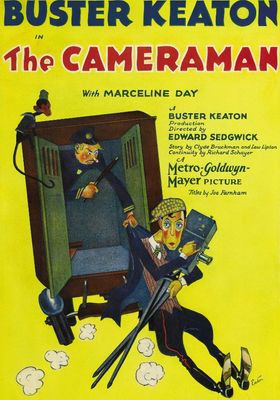 BUSTER KEATON
IN
The CAMERAMAN
With MARCELINE DAY
A
BUSTER KEATON
Production
Directed by
EDWARD SEDGWICK
Story by Clyde Bruckman and Lew Lipton
Continuity by Richard Schayer
A
Metro-Goldwyn-
Mayer PICTURE
Titles by Joe Farnham